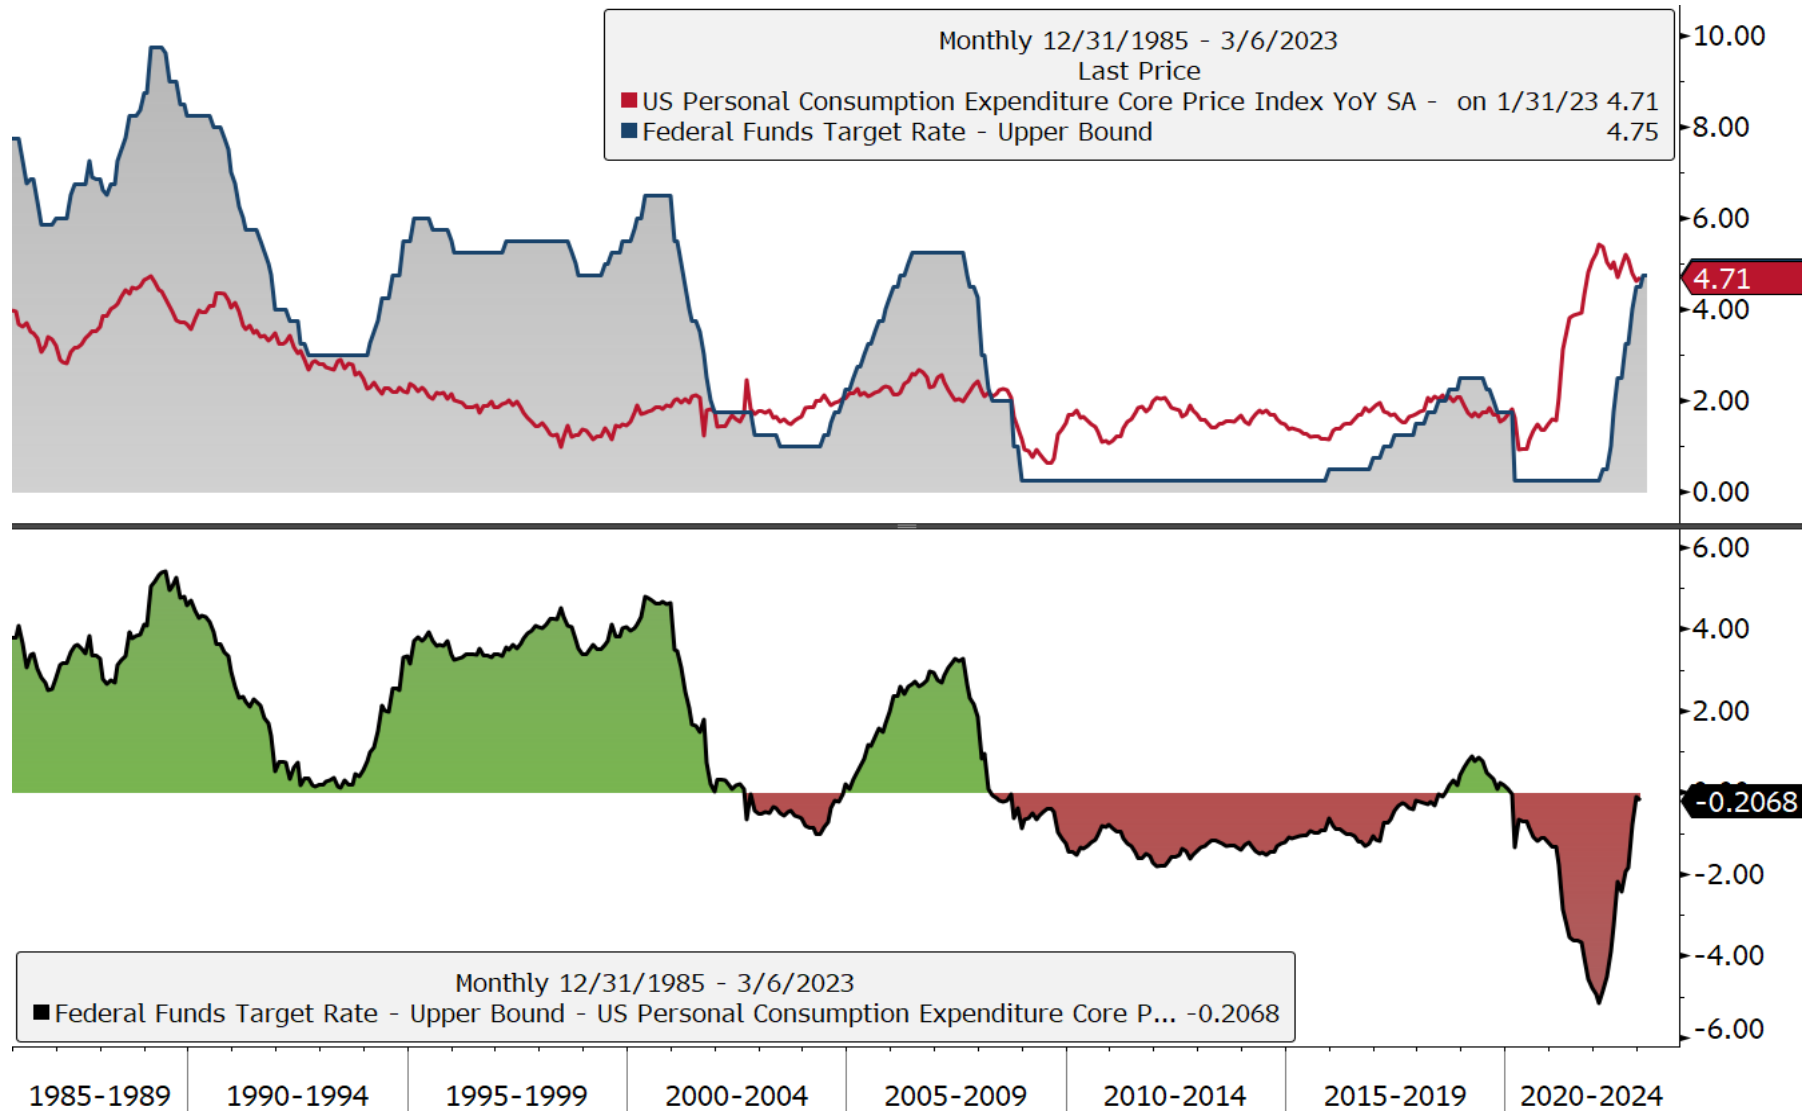 Monthly 12/31/1985 - 3/6/2023
Last Price
US Personal Consumption Expenditure Core Price Index YoY SA - on 1/31/23 4.71
Federal Funds Target Rate - Upper Bound 4.75
10.00
8.00
6.00
4.71
4.00
2.00
0.00
6.00
4.00
2.00
-0.2068
-2.00
-4.00
-6.00
Monthly 12/31/1985 - 3/6/2023
Federal Funds Target Rate - Upper Bound - US Personal Consumption Expenditure Core P... -0.2068
1985-1989 1990-1994 1995-1999 2000-2004 2005-2009 2010-2014 2015-2019 2020-2024